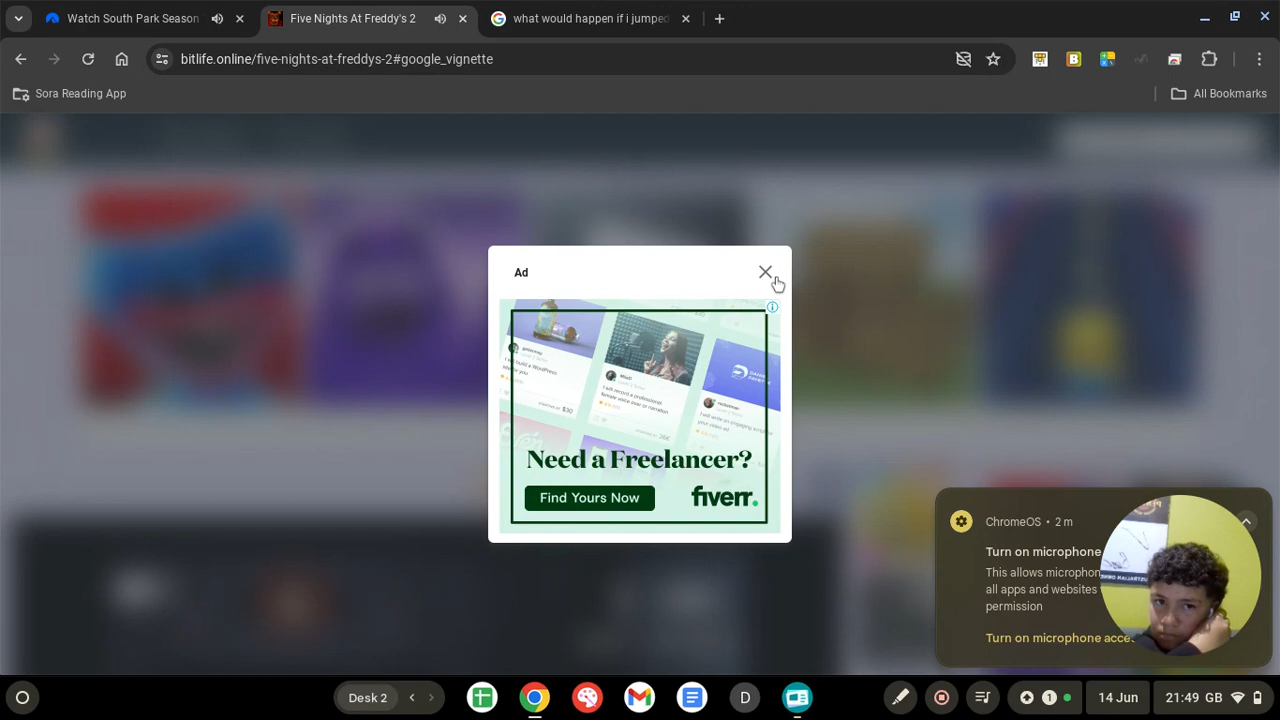 Watch South Park Season
Five Nights At Freddy's 2
what would happen if i jumped
bitlife.online/five-nights-at-freddys-2#google_vignette
Sora Reading App
All Bookmarks
Ad
Need a Freelancer?
Find Yours Now
fiverr.
ChromeOS • 2 m
Turn on microphone
This allows microphon
all apps and websites
permission
Turn on microphone acce
Desk 2
D
1
14 Jun
21:49 GB